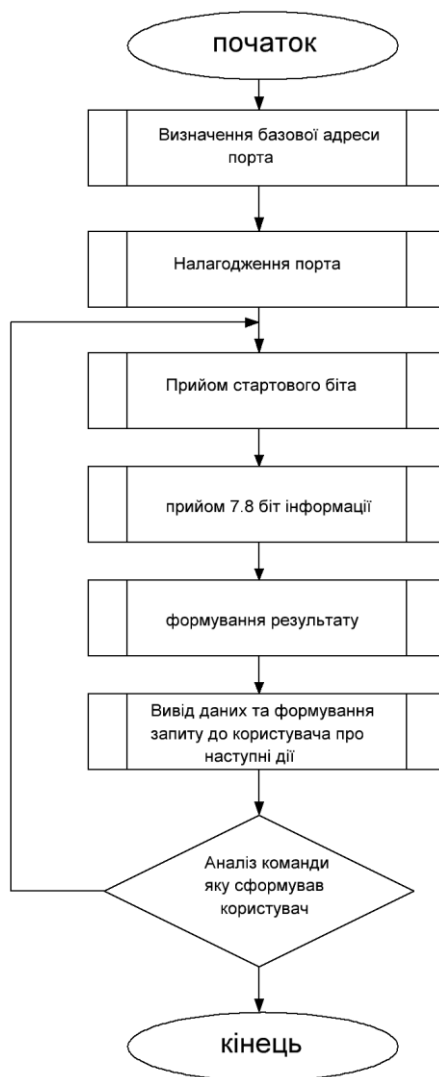 початок
Визначення базової адреси
порта
Налагодження порта
Прийом стартового біта
прийом 7.8 біт інформації
формування результату
Вивід даних та формування
запиту до користувача про
наступні дії
Аналіз команди
яку сформував
користувач
кінець